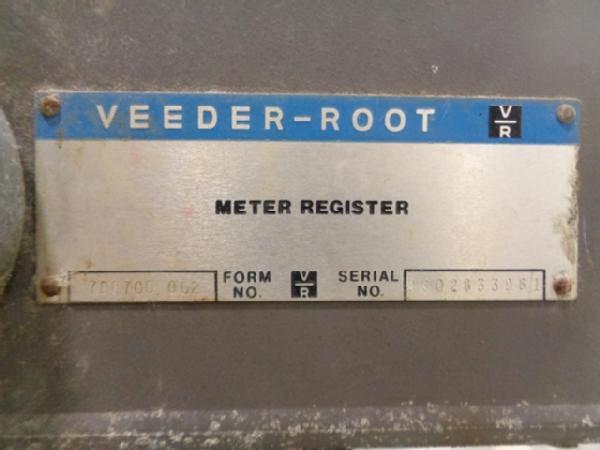 VEEDER-ROOT V/R
METER REGISTER
FORM NO. V/R SERIAL NO.